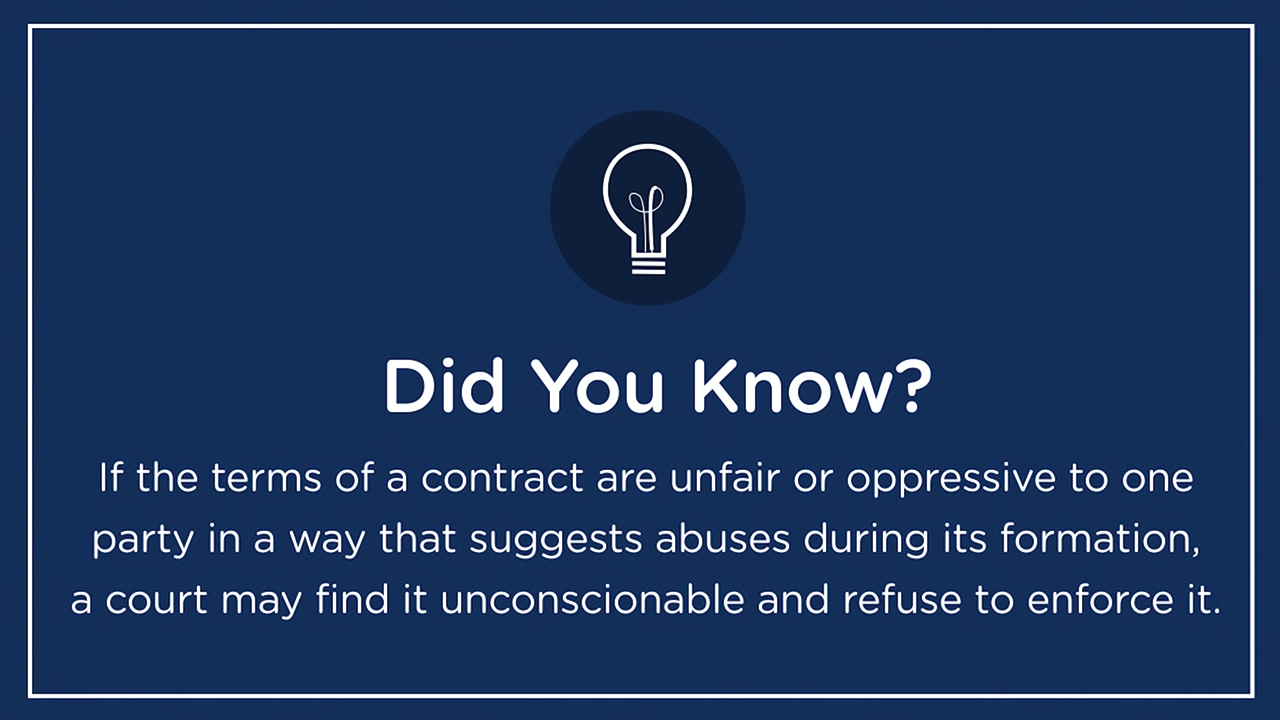 Did You Know?
If the terms of a contract are unfair or oppressive to one
party in a way that suggests abuses during its formation,
a court may find it unconscionable and refuse to enforce it.